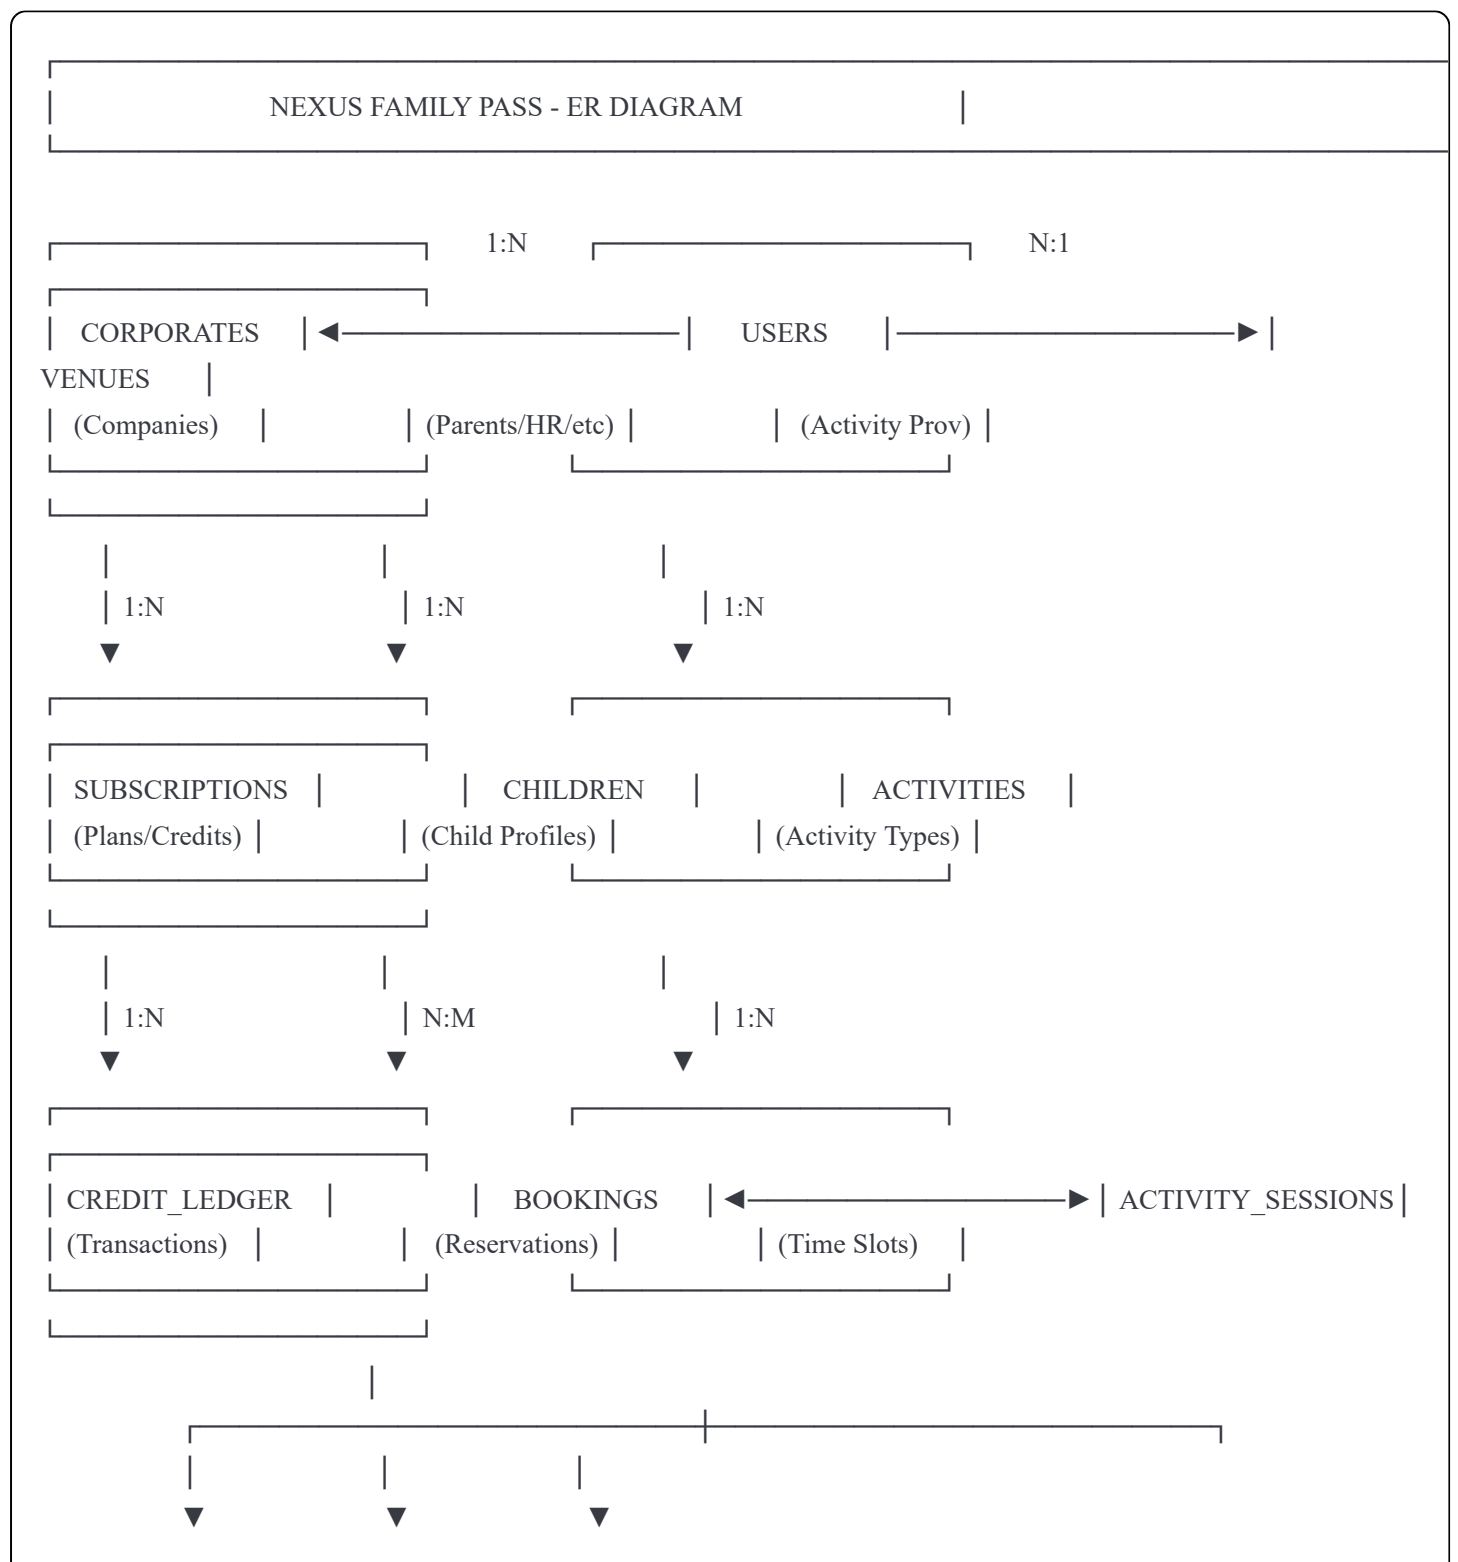 NEXUS FAMILY PASS - ER DIAGRAM
1:N N:1
CORPORATES USERS
VENUES
(Companies) (Parents/HR/etc) (Activity Prov)
1:N 1:N 1:N
SUBSCRIPTIONS CHILDREN ACTIVITIES
(Plans/Credits) (Child Profiles) (Activity Types)
1:N N:M 1:N
CREDIT_LEDGER BOOKINGS ACTIVITY_SESSIONS
(Transactions) (Reservations) (Time Slots)